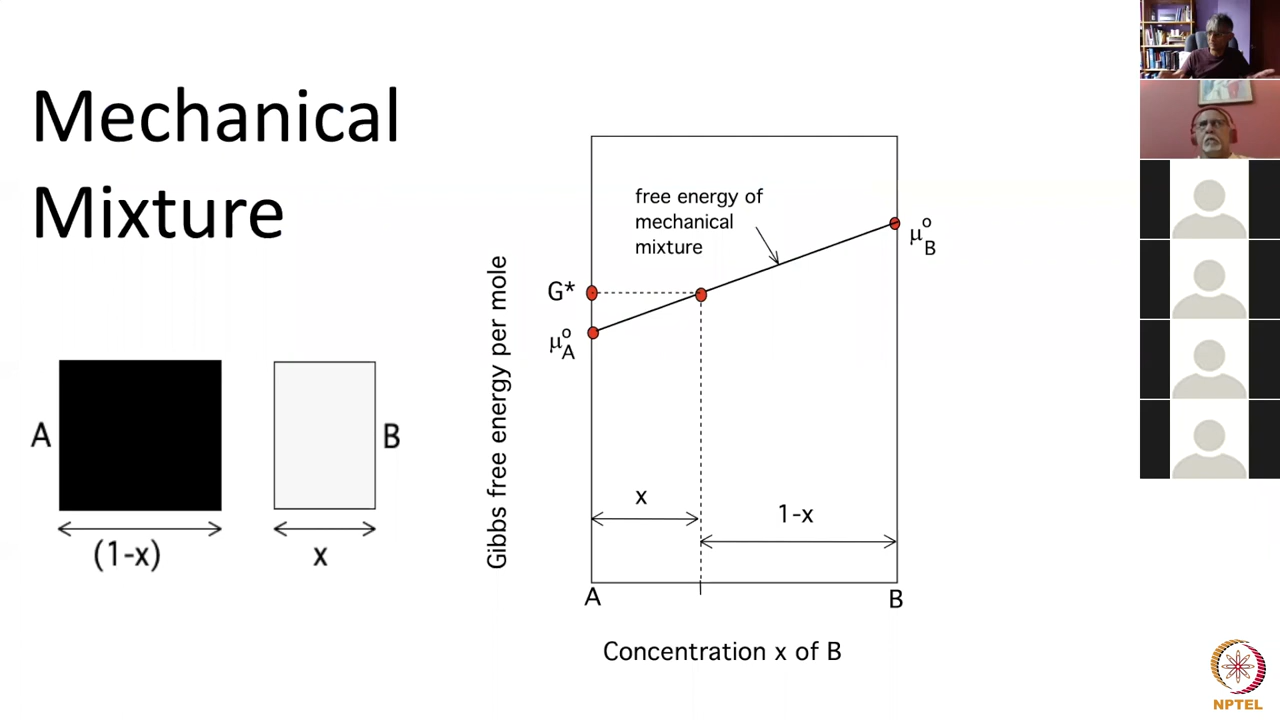 Mechanical
Mixture
A
B
(1-x)
x
Gibbs free energy per mole
free energy of
mechanical
mixture
μ°B
G*
μ°A
x
1-x
A
B
Concentration x of B
NPTEL